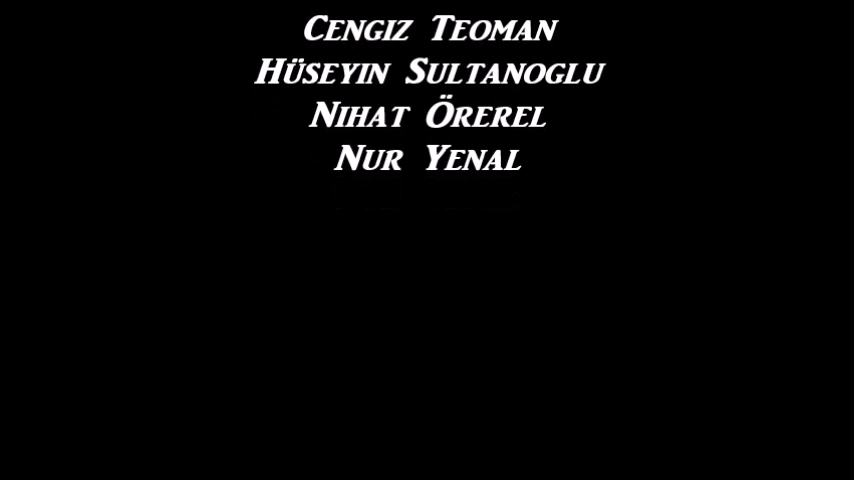 Cengiz Teoman
Hüseyin Sultanoglu
Nihat Örerel
Nur Yenal